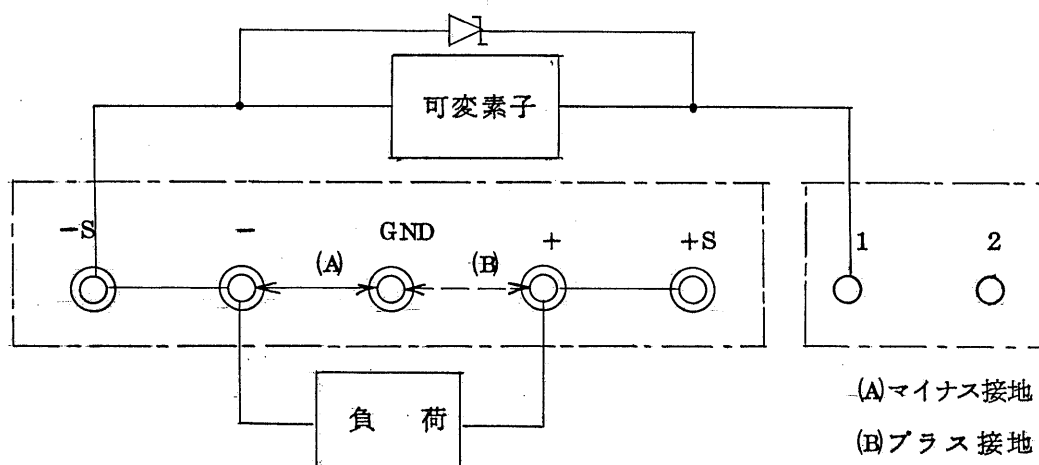 可変素子
-S - GND + +S 1 2
(A) (B)
負 荷
(A)マイナス接地
(B)プラス接地